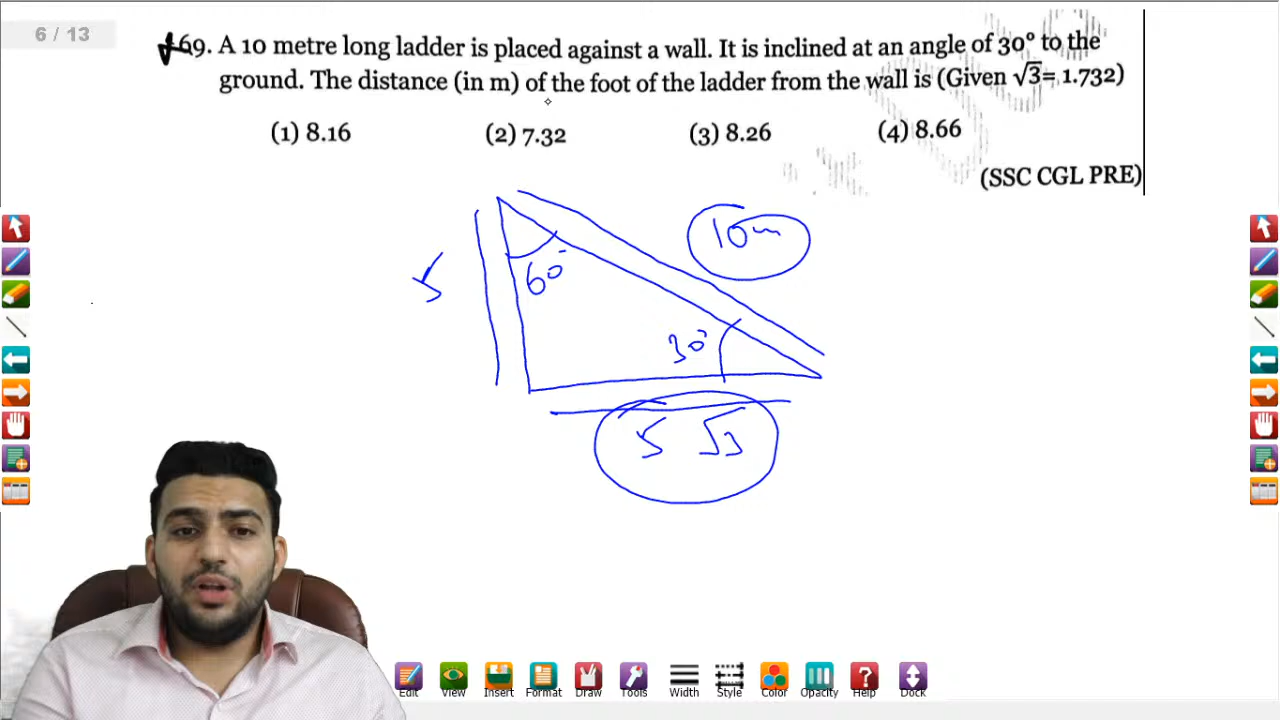 6 / 13
69. A 10 metre long ladder is placed against a wall. It is inclined at an angle of 30° to the
ground. The distance (in m) of the foot of the ladder from the wall is (Given √3= 1.732)
(1) 8.16 (2) 7.32 (3) 8.26 (4) 8.66
(SSC CGL PRE)
10m
5
60°
30°
5 √3
Edit View Insert Format Draw Tools Width Style Color Opacity Help Dock